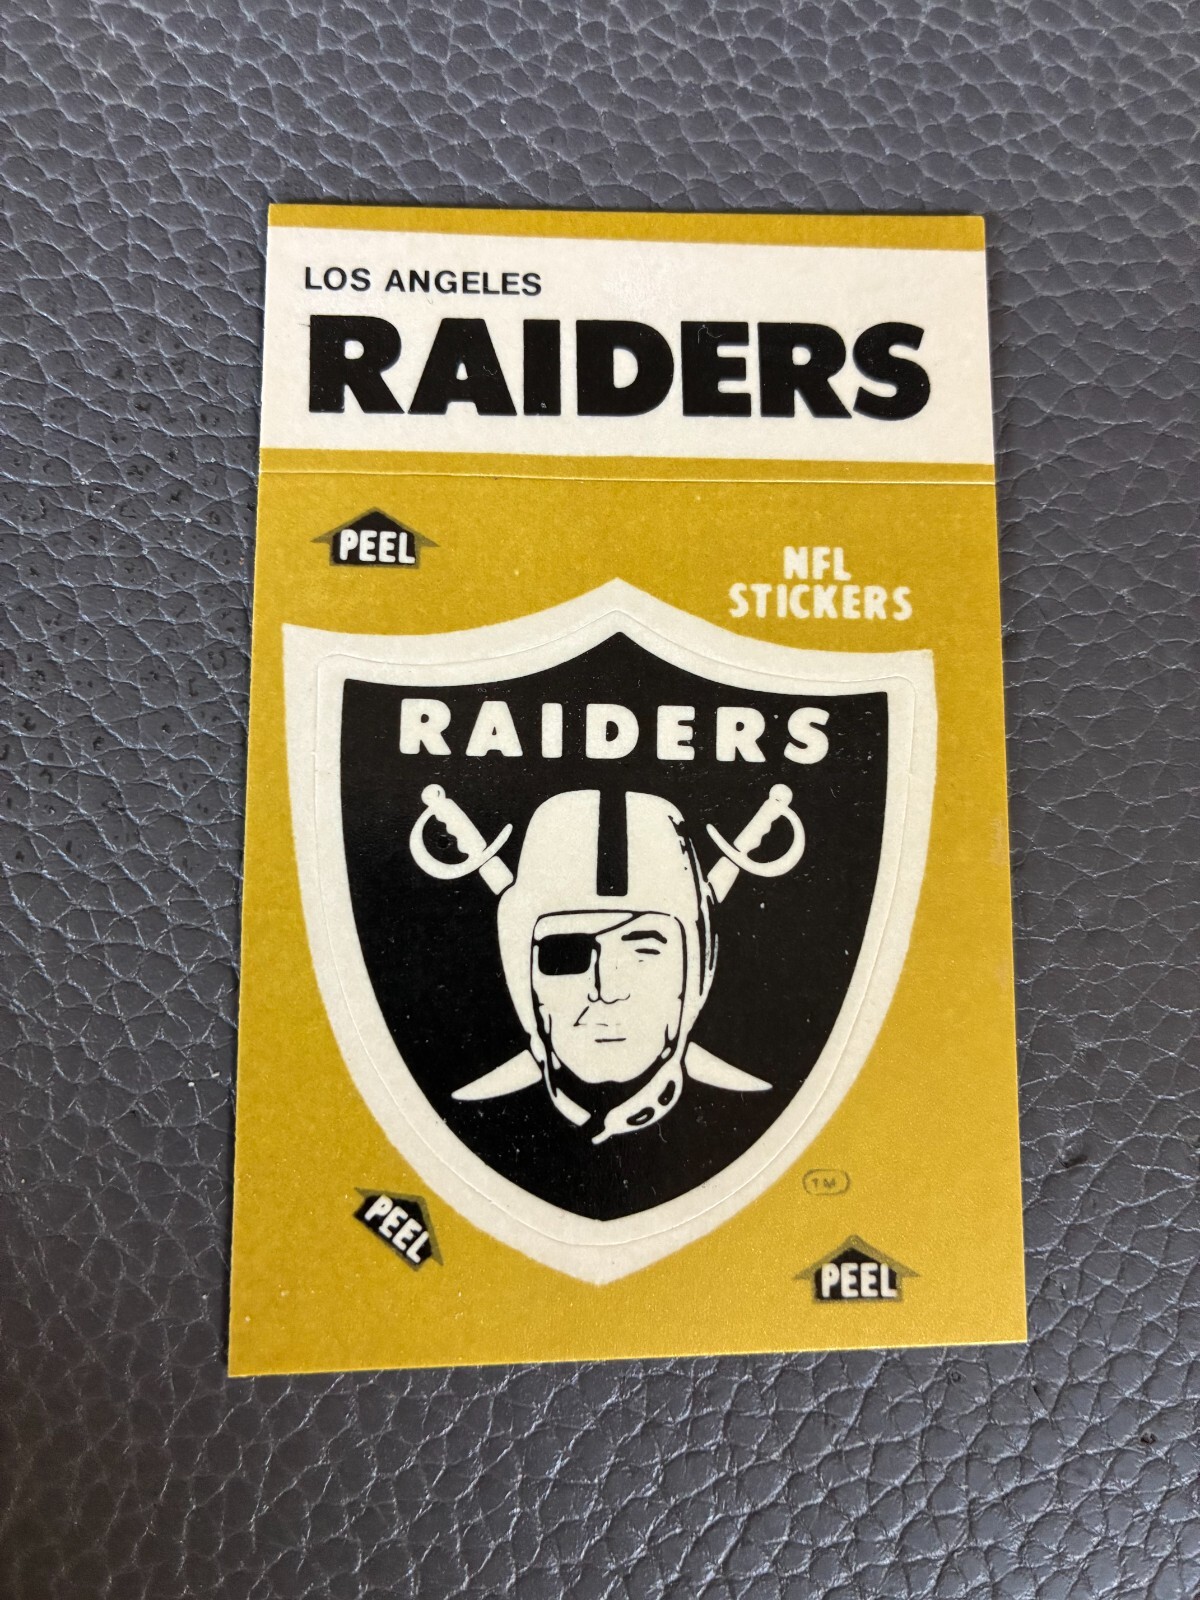 LOS ANGELES
RAIDERS
PEEL
NFL
STICKERS
RAIDERS
TM
PEEL
PEEL